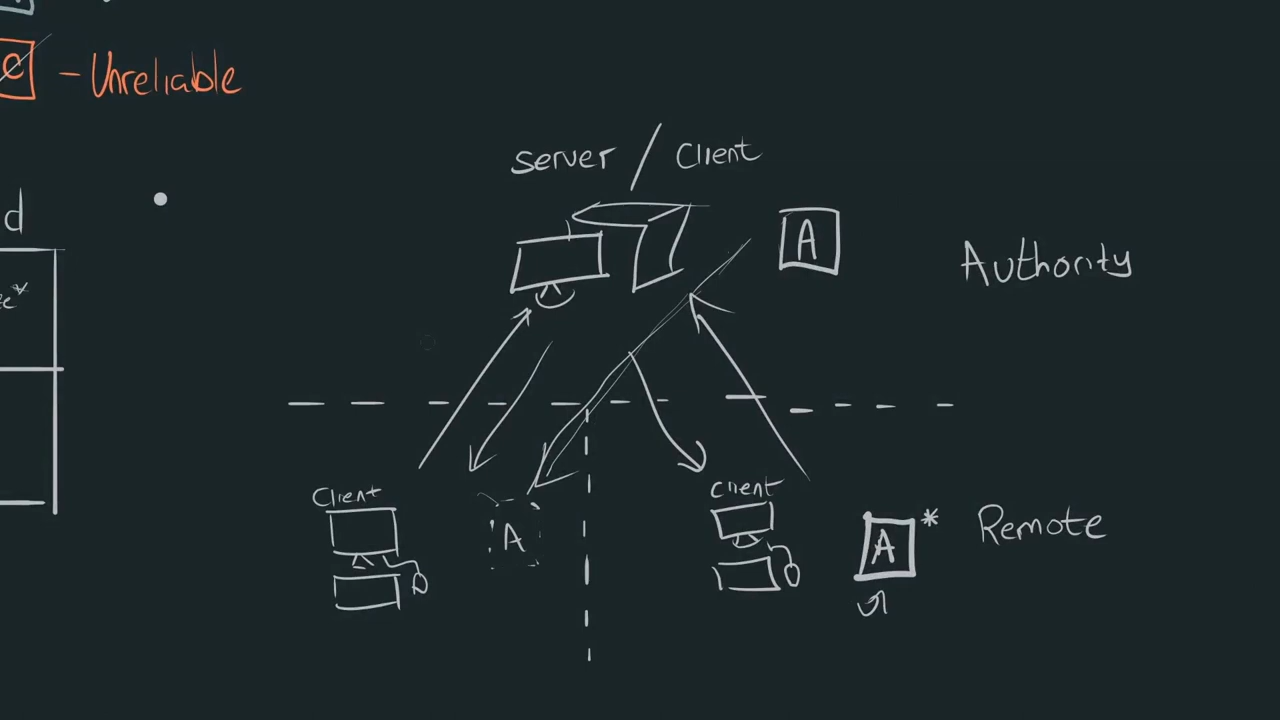 C - Unreliable
Server / Client
d
A
Authority
Client
Client
A
A *
Remote